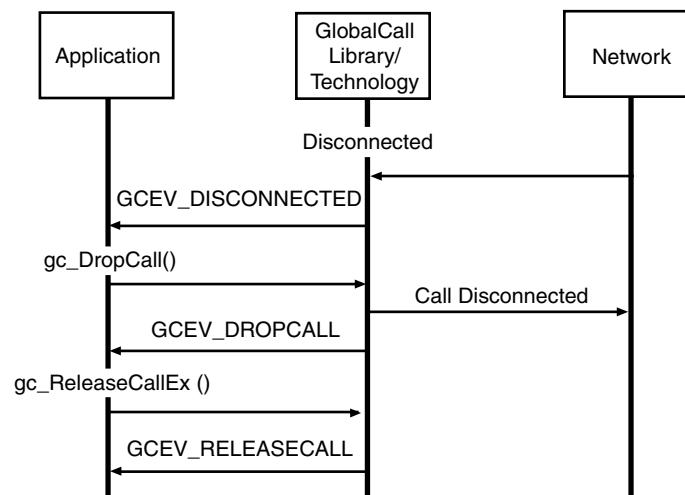 Application
GlobalCall
Library/
Technology
Network
Disconnected
GCEV_DISCONNECTED
gc_DropCall()
Call Disconnected
GCEV_DROPCALL
gc_ReleaseCallEx ()
GCEV_RELEASECALL